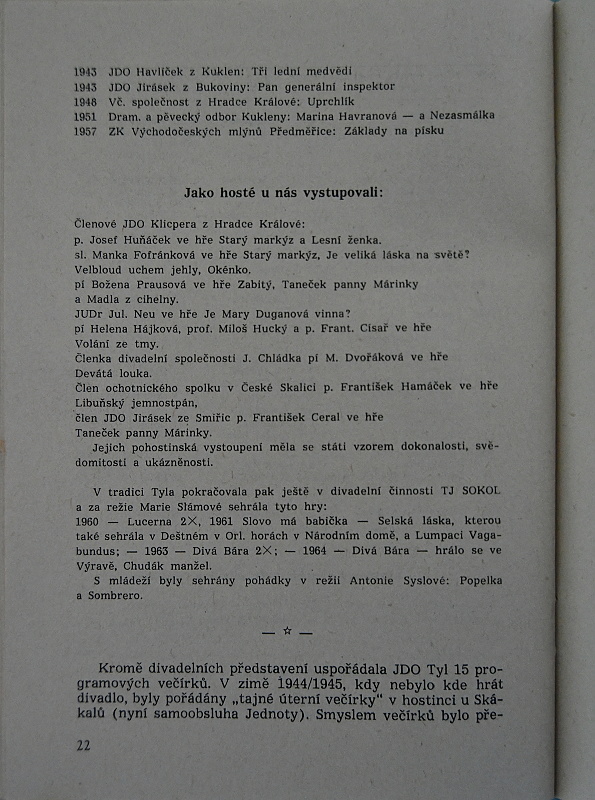 1943 JDO Havlíček z Kuklen: Tři lední medvědi
1943 JDO Jirásek z Bukoviny: Pan generální inspektor
1948 Vč. společnost z Hradce Králové: Uprchlík
1951 Dram. a pěvecký odbor Kukleny: Marina Havranová — a Nezasmálka
1957 ZK Východočeských mlýnů Předměřice: Základy na písku
Jako hosté u nás vystupovali:
Členové JDO Klicpera z Hradce Králové:
p. Josef Huňáček ve hře Starý markýz a Lesní ženka.
sl. Manka Fofránková ve hře Starý markýz, Je veliká láska na světě?
Velbloud uchem jehly, Okénko.
pí Božena Prausová ve hře Zabitý, Taneček panny Márinky
a Madla z cihelny.
JUDr Jul. Neu ve hře Je Mary Duganová vinna?
pí Helena Hájková, prof. Miloš Hucký a p. Frant. Císař ve hře
Volání ze tmy.
Členka divadelní společnosti J. Chládka pí M. Dvořáková ve hře
Devátá louka.
Člen ochotnického spolku v České Skalici p. František Hamáček ve hře
Libuňský jemnostpán,
člen JDO Jirásek ze Smiřic p. František Ceral ve hře
Taneček panny Márinky.
Jejich pohostinská vystoupení měla se státi vzorem dokonalosti, svě-
domitosti a ukázněnosti.
V tradici Tyla pokračovala pak ještě v divadelní činnosti TJ SOKOL
a za režie Marie Slámové sehrála tyto hry:
1960 — Lucerna 2X, 1961 Slovo má babička — Selská láska, kterou
také sehrála v Deštném v Orl. horách v Národním domě, a Lumpaci Vaga-
bundus; — 1963 — Divá Bára 2X; — 1964 — Divá Bára — hrálo se ve
Výravě, Chudák manžel.
S mládeží byly sehrány pohádky v režii Antonie Syslové: Popelka
a Sombrero.
— ☆ —
Kromě divadelních představení uspořádala JDO Tyl 15 pro-
gramových večírků. V zimě 1944/1945, kdy nebylo kde hrát
divadlo, byly pořádány „tajné úterní večírky" v hostinci u Ská-
kalů (nyní samoobsluha Jednoty). Smyslem večírků bylo pře-
22